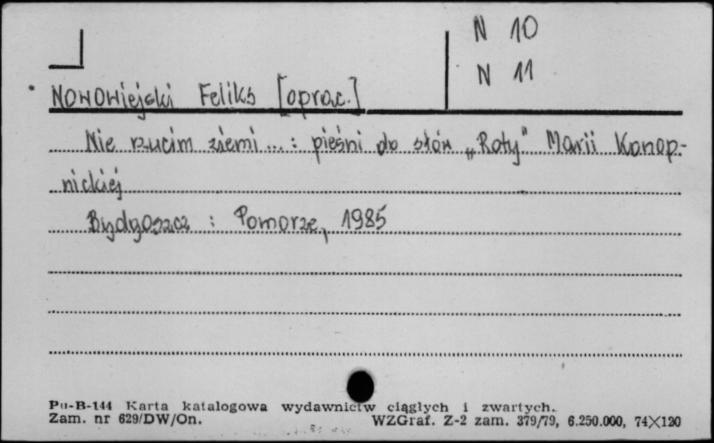 N 10
N 11
Nowowiejski Feliks [oprac.]
Nie rzucim ziemi... : pieśni do słów „Roty" Marii Konop-
nickiej
Bydgoszcz : Pomorze, 1985
Pu-B-144 Karta katalogowa wydawnictw ciągłych i zwartych.
Zam. nr 629/DW/On. WZGraf. Z-2 zam. 379/79, 6.250.000, 74×120